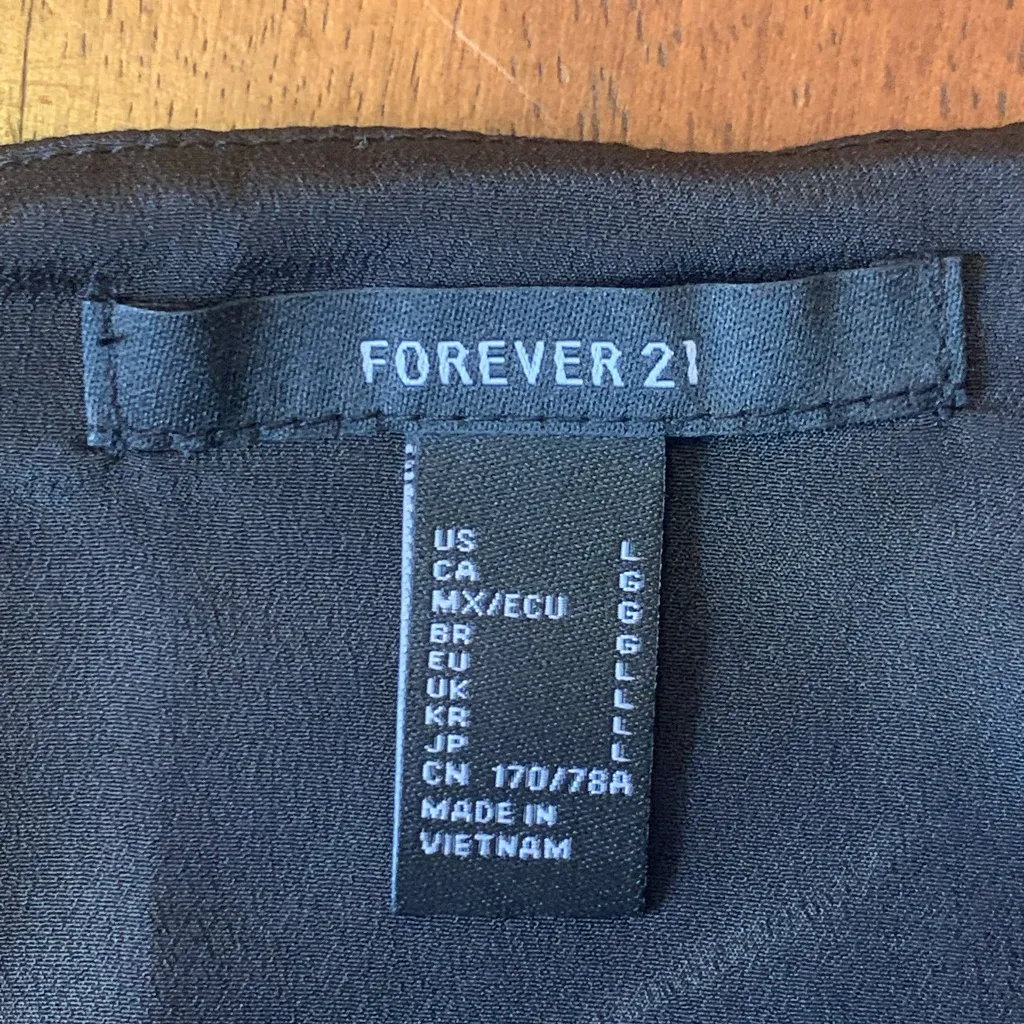 FOREVER 21
US L
CA G
MX/ECU G
BR G
EU L
UK L
KR L
JP L
CN 170/78A
MADE IN
VIETNAM